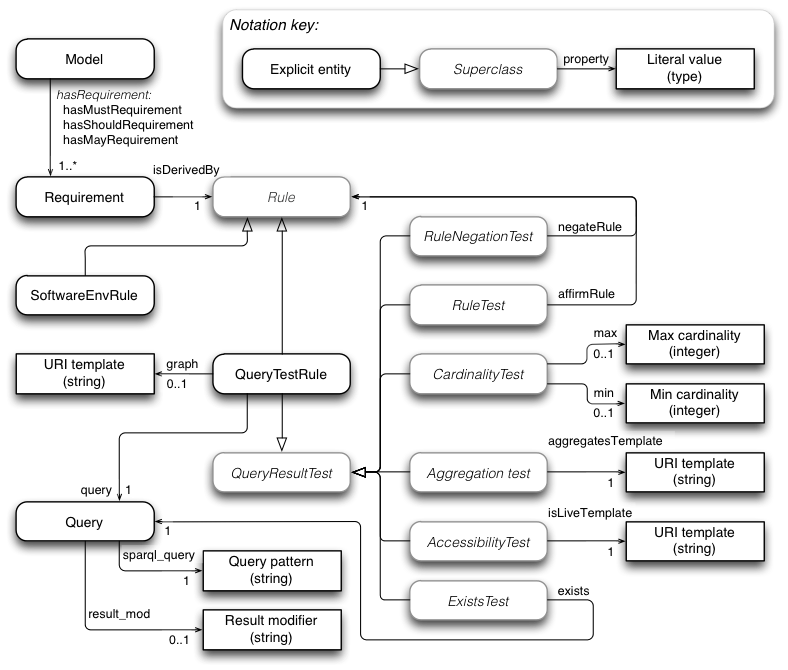 Notation key:
Explicit entity
Superclass
property
Literal value
(type)
Model
hasRequirement:
hasMustRequirement
hasShouldRequirement
hasMayRequirement
1..*
Requirement
isDerivedBy
1
Rule
1
RuleNegationTest
negateRule
SoftwareEnvRule
RuleTest
affirmRule
URI template
(string)
graph
0..1
QueryTestRule
CardinalityTest
max
0..1
Max cardinality
(integer)
min
0..1
Min cardinality
(integer)
QueryResultTest
Aggregation test
aggregatesTemplate
1
URI template
(string)
query
1
Query
1
AccessibilityTest
isLiveTemplate
1
URI template
(string)
sparql_query
1
Query pattern
(string)
ExistsTest
exists
result_mod
0..1
Result modifier
(string)